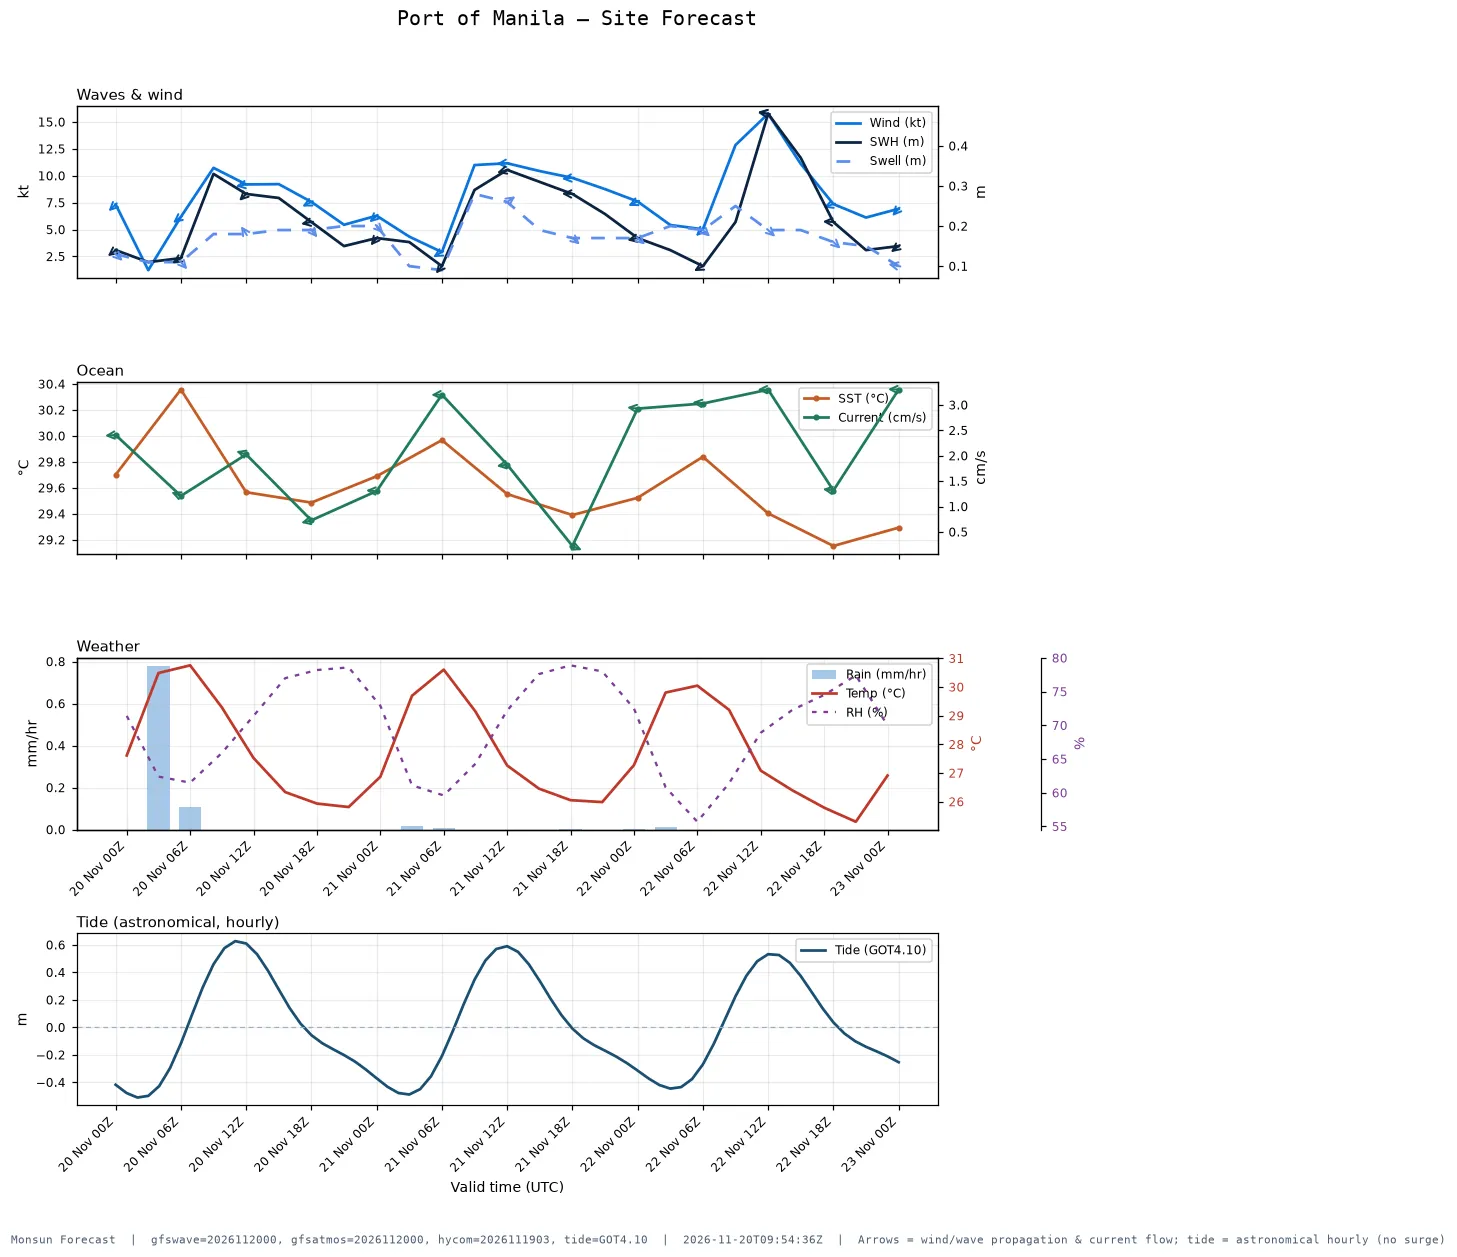 Port of Manila — Site Forecast
Waves & wind
15.0
12.5
10.0
7.5
5.0
2.5
kt
0.4
0.3
0.2
0.1
m
Wind (kt)
SWH (m)
Swell (m)
Ocean
30.4
30.2
30.0
29.8
29.6
29.4
29.2
°C
3.0
2.5
2.0
1.5
1.0
0.5
cm/s
SST (°C)
Current (cm/s)
Weather
0.8
0.6
0.4
0.2
0.0
mm/hr
31
30
29
28
27
26
°C
80
75
70
65
60
55
%
Rain (mm/hr)
Temp (°C)
RH (%)
20 Nov 00Z
20 Nov 06Z
20 Nov 12Z
20 Nov 18Z
21 Nov 00Z
21 Nov 06Z
21 Nov 12Z
21 Nov 18Z
22 Nov 00Z
22 Nov 06Z
22 Nov 12Z
22 Nov 18Z
23 Nov 00Z
Tide (astronomical, hourly)
0.6
0.4
0.2
0.0
−0.2
−0.4
m
Tide (GOT4.10)
20 Nov 00Z
20 Nov 06Z
20 Nov 12Z
20 Nov 18Z
21 Nov 00Z
21 Nov 06Z
21 Nov 12Z
21 Nov 18Z
22 Nov 00Z
22 Nov 06Z
22 Nov 12Z
22 Nov 18Z
23 Nov 00Z
Valid time (UTC)
Monsun Forecast | gfswave=2026112000, gfsatmos=2026112000, hycom=2026111903, tide=GOT4.10 | 2026-11-20T09:54:36Z | Arrows = wind/wave propagation & current flow; tide = astronomical hourly (no surge)